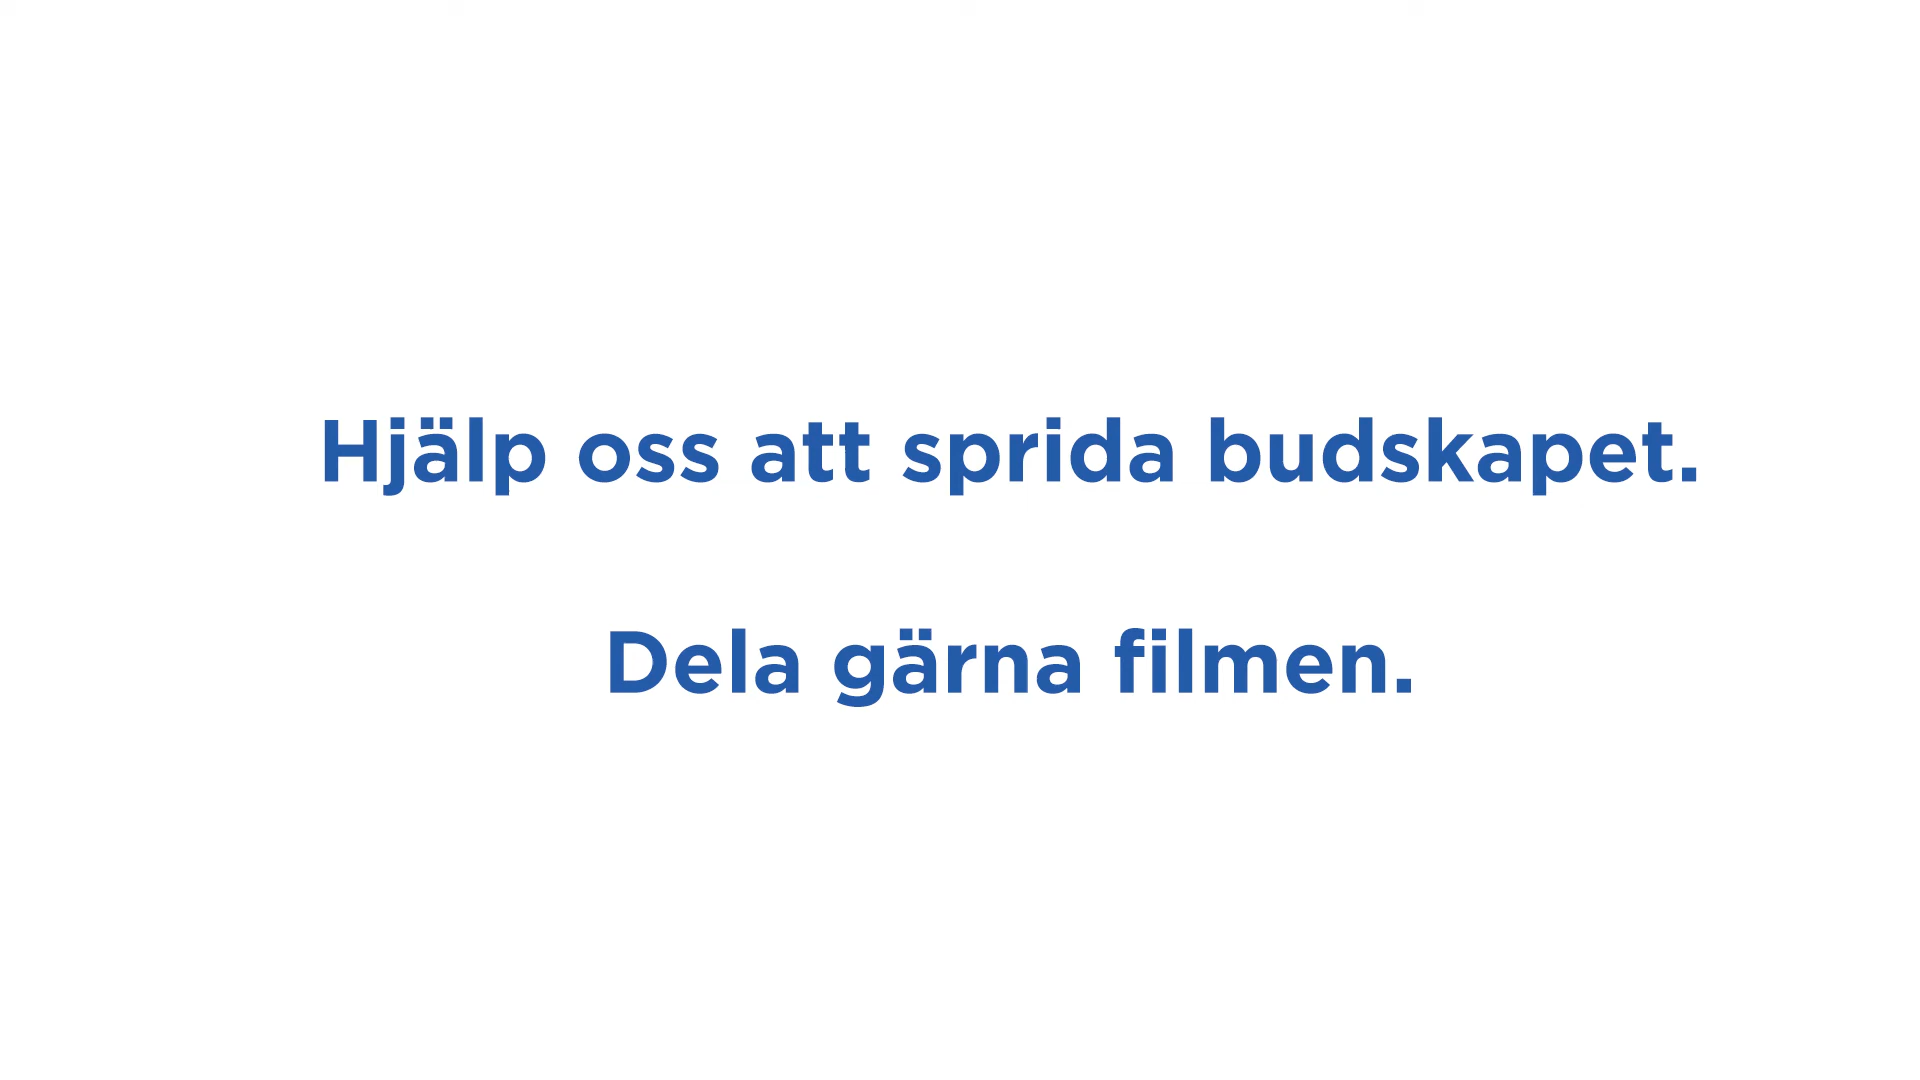 Hjälp oss att sprida budskapet.
Dela gärna filmen.